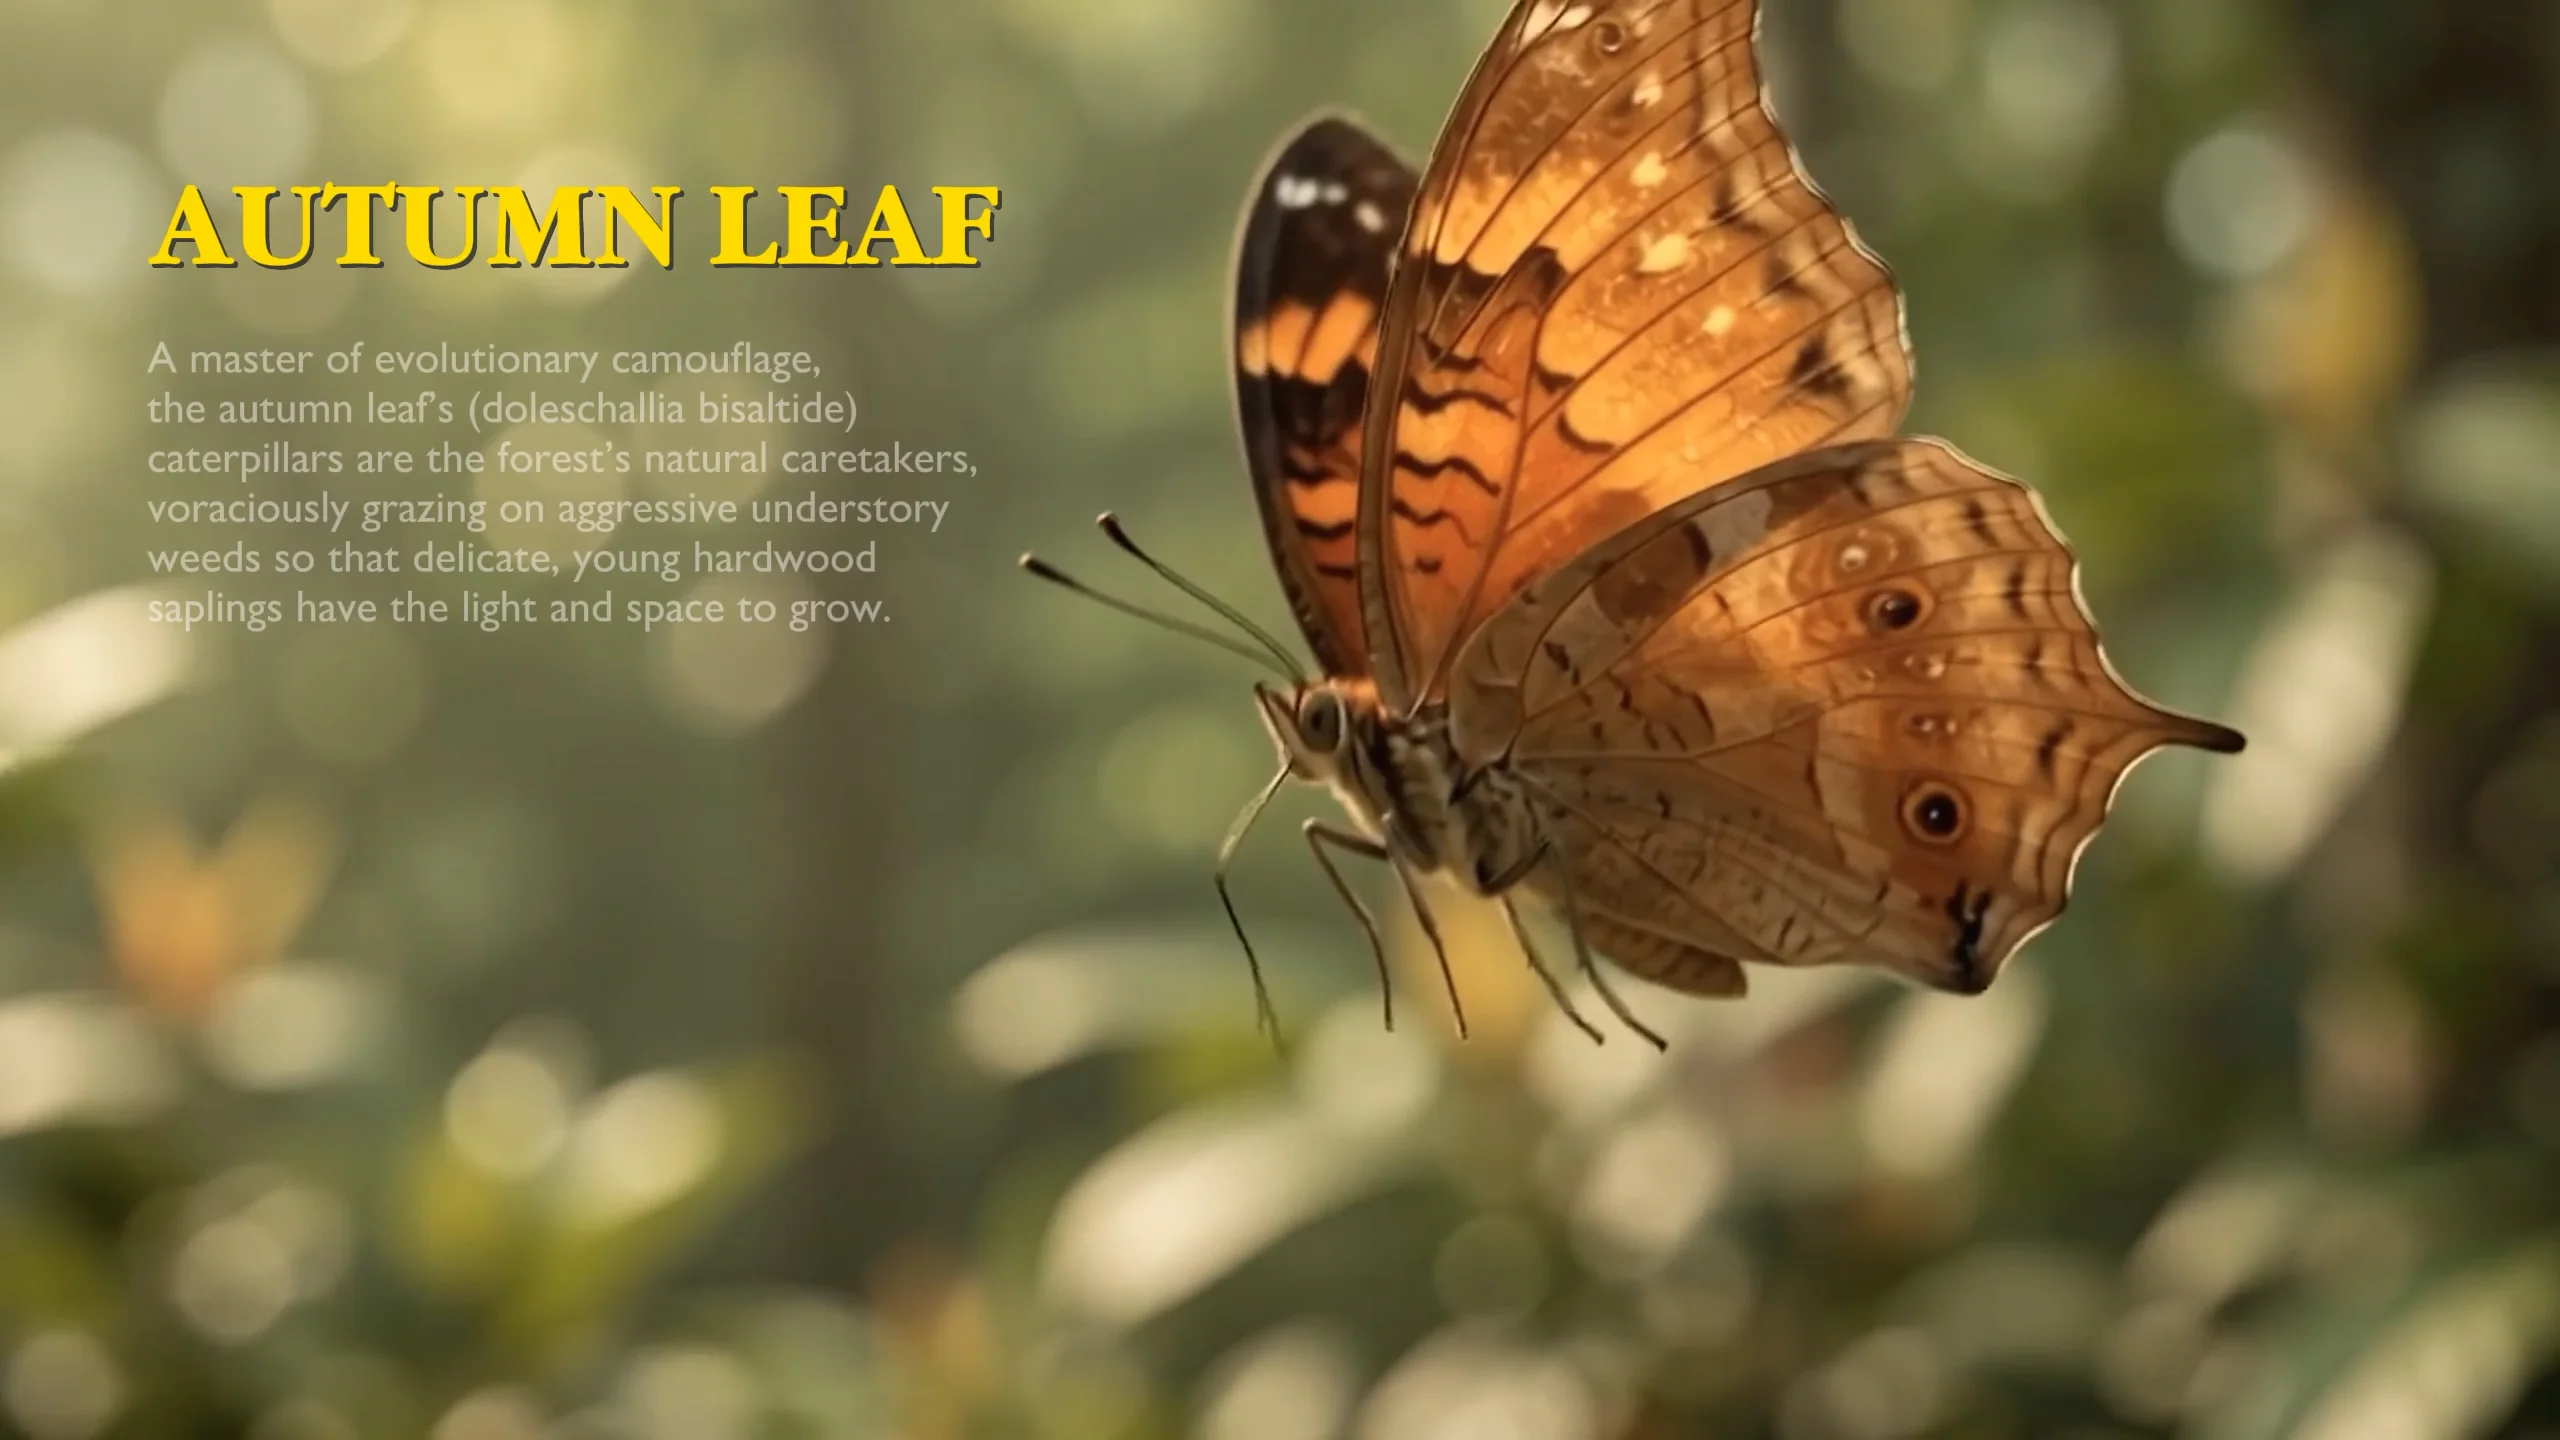 AUTUMN LEAF
A master of evolutionary camouflage,
the autumn leaf’s (doleschallia bisaltide)
caterpillars are the forest’s natural caretakers,
voraciously grazing on aggressive understory
weeds so that delicate, young hardwood
saplings have the light and space to grow.